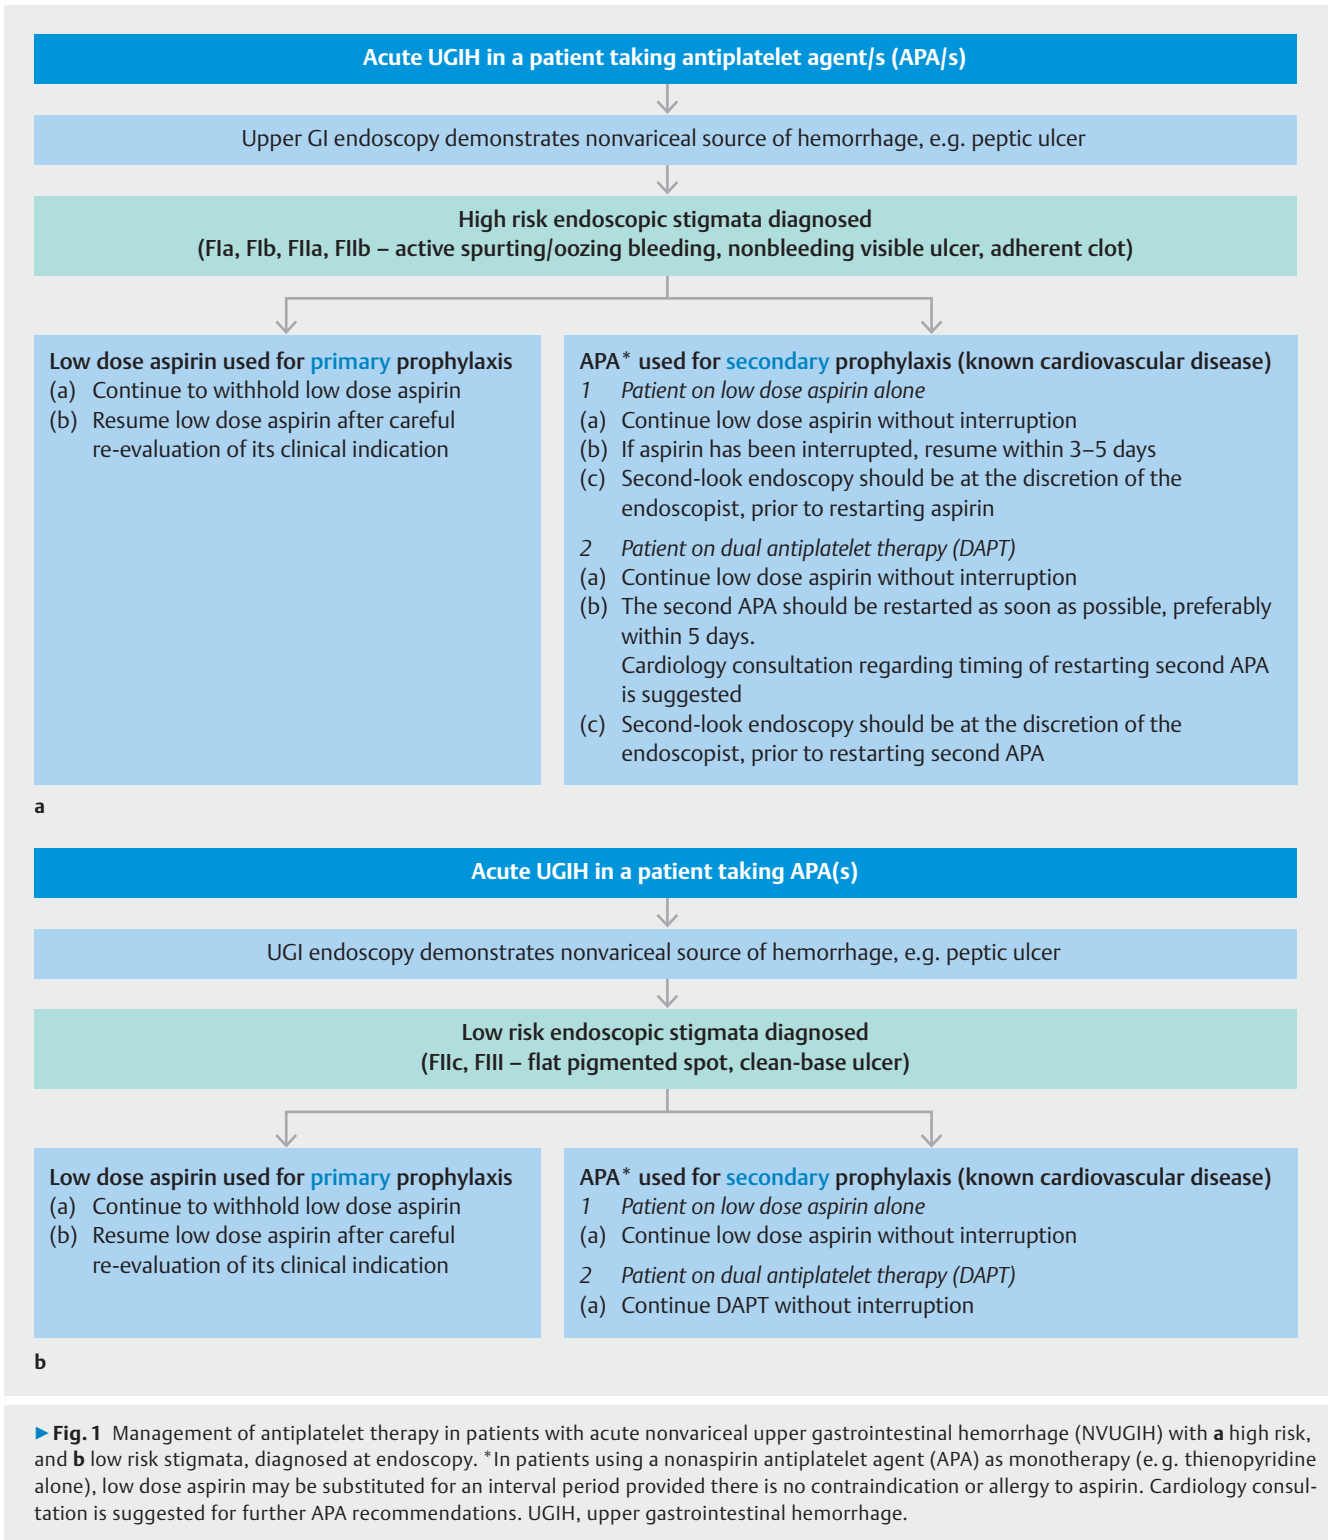 Acute UGIH in a patient taking antiplatelet agent/s (APA/s)
Upper GI endoscopy demonstrates nonvariceal source of hemorrhage, e.g. peptic ulcer
High risk endoscopic stigmata diagnosed
(FIa, FIb, FIIa, FIIb – active spurting/oozing bleeding, nonbleeding visible ulcer, adherent clot)
Low dose aspirin used for primary prophylaxis
(a) Continue to withhold low dose aspirin
(b) Resume low dose aspirin after careful
re-evaluation of its clinical indication
APA* used for secondary prophylaxis (known cardiovascular disease)
1 Patient on low dose aspirin alone
(a) Continue low dose aspirin without interruption
(b) If aspirin has been interrupted, resume within 3–5 days
(c) Second-look endoscopy should be at the discretion of the
endoscopist, prior to restarting aspirin
2 Patient on dual antiplatelet therapy (DAPT)
(a) Continue low dose aspirin without interruption
(b) The second APA should be restarted as soon as possible, preferably
within 5 days.
Cardiology consultation regarding timing of restarting second APA
is suggested
(c) Second-look endoscopy should be at the discretion of the
endoscopist, prior to restarting second APA
a
Acute UGIH in a patient taking APA(s)
UGI endoscopy demonstrates nonvariceal source of hemorrhage, e.g. peptic ulcer
Low risk endoscopic stigmata diagnosed
(FIIc, FIII – flat pigmented spot, clean-base ulcer)
Low dose aspirin used for primary prophylaxis
(a) Continue to withhold low dose aspirin
(b) Resume low dose aspirin after careful
re-evaluation of its clinical indication
APA* used for secondary prophylaxis (known cardiovascular disease)
1 Patient on low dose aspirin alone
(a) Continue low dose aspirin without interruption
2 Patient on dual antiplatelet therapy (DAPT)
(a) Continue DAPT without interruption
b
▶ Fig. 1 Management of antiplatelet therapy in patients with acute nonvariceal upper gastrointestinal hemorrhage (NVUGIH) with a high risk,
and b low risk stigmata, diagnosed at endoscopy. *In patients using a nonaspirin antiplatelet agent (APA) as monotherapy (e. g. thienopyridine
alone), low dose aspirin may be substituted for an interval period provided there is no contraindication or allergy to aspirin. Cardiology consul-
tation is suggested for further APA recommendations. UGIH, upper gastrointestinal hemorrhage.